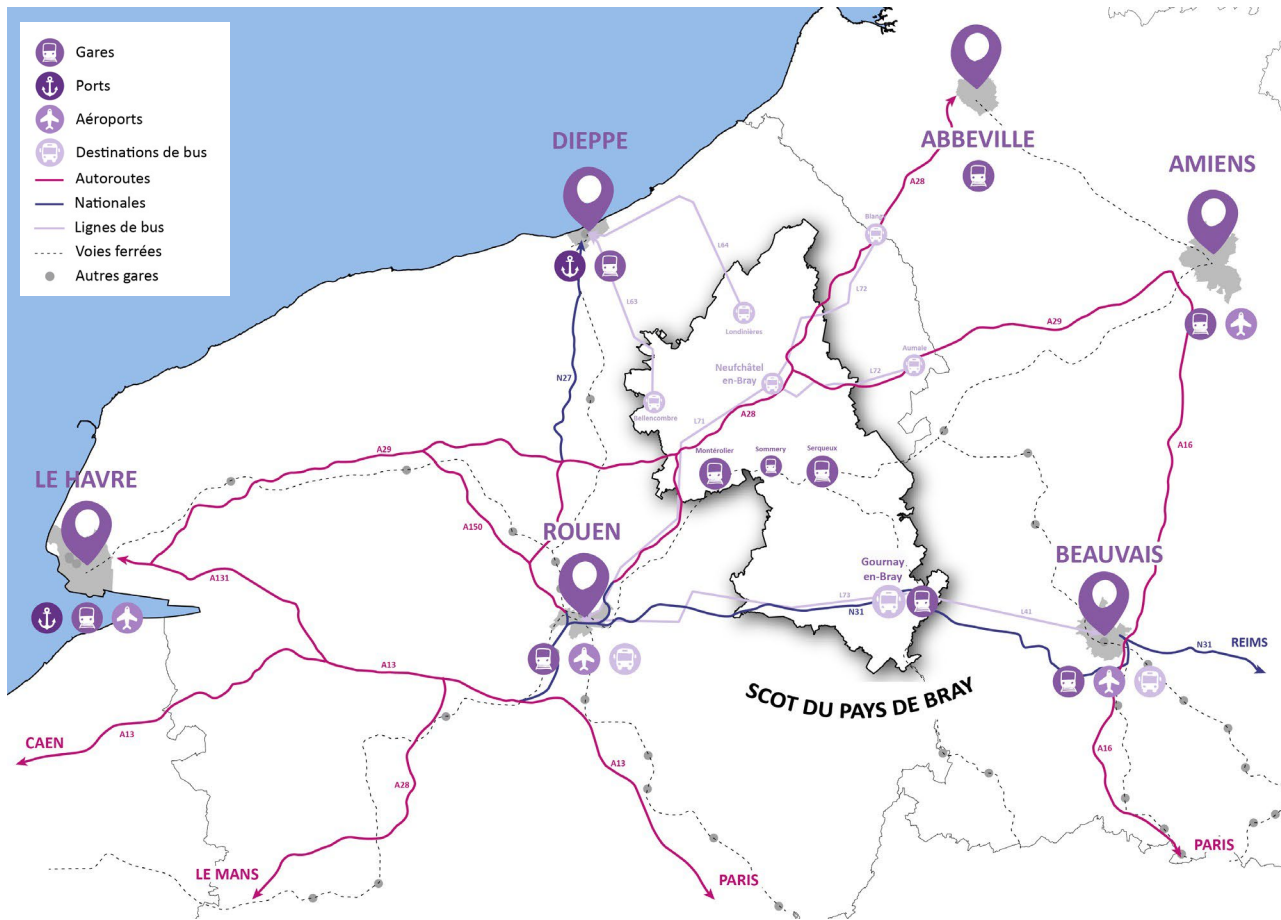 Gares
Ports
Aéroports
Destinations de bus
Autoroutes
Nationales
Lignes de bus
Voies ferrées
Autres gares
DIEPPE
ABBEVILLE
AMIENS
A28
Blangy
L84
L63
L72
Londinières
A29
Aumale
N27
Neufchâtel
en-Bray
L72
Bellancombre
L71
A28
A16
A29
Montérolier
Sommery
Serqueux
LE HAVRE
A150
ROUEN
BEAUVAIS
Gournay
en-Bray
A131
L73
N31
L41
N31
REIMS
A13
SCOT DU PAYS DE BRAY
CAEN
A13
A13
A16
A28
LE MANS
PARIS
PARIS